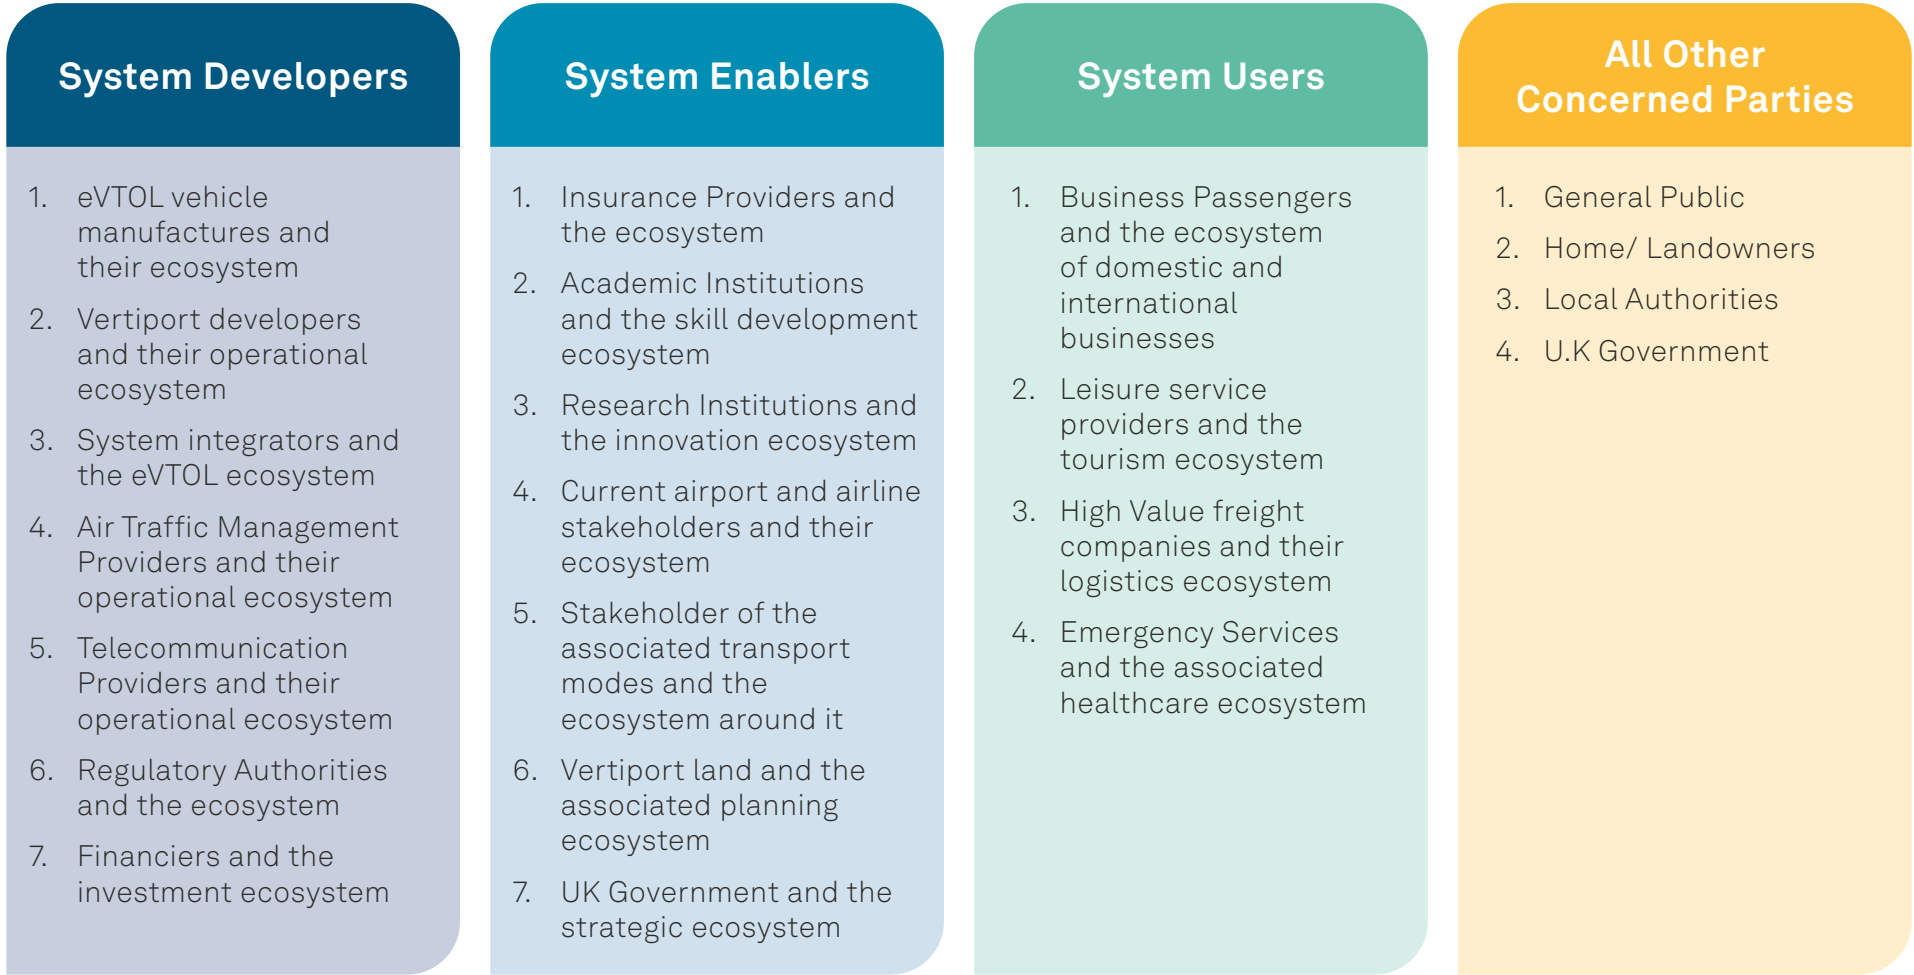 System Developers
1. eVTOL vehicle
manufactures and
their ecosystem
2. Vertiport developers
and their operational
ecosystem
3. System integrators and
the eVTOL ecosystem
4. Air Traffic Management
Providers and their
operational ecosystem
5. Telecommunication
Providers and their
operational ecosystem
6. Regulatory Authorities
and the ecosystem
7. Financiers and the
investment ecosystem
System Enablers
1. Insurance Providers and
the ecosystem
2. Academic Institutions
and the skill development
ecosystem
3. Research Institutions and
the innovation ecosystem
4. Current airport and airline
stakeholders and their
ecosystem
5. Stakeholder of the
associated transport
modes and the
ecosystem around it
6. Vertiport land and the
associated planning
ecosystem
7. UK Government and the
strategic ecosystem
System Users
1. Business Passengers
and the ecosystem
of domestic and
international
businesses
2. Leisure service
providers and the
tourism ecosystem
3. High Value freight
companies and their
logistics ecosystem
4. Emergency Services
and the associated
healthcare ecosystem
All Other
Concerned Parties
1. General Public
2. Home/ Landowners
3. Local Authorities
4. U.K Government